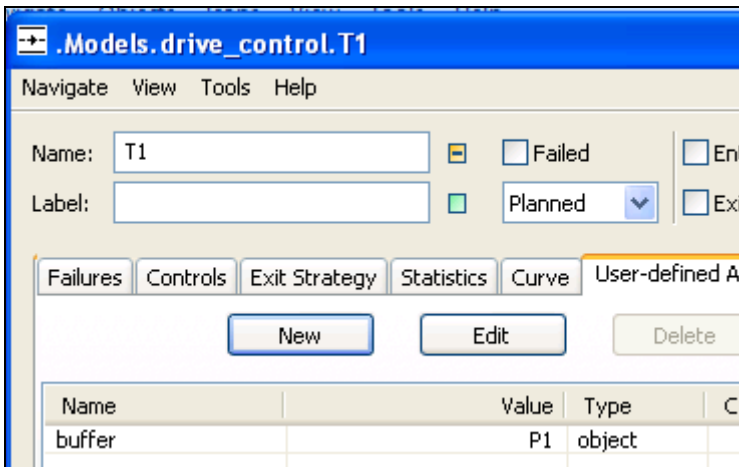 .Models.drive_control.T1
Navigate View Tools Help
Name: T1 Failed
Label: Planned
Failures Controls Exit Strategy Statistics Curve User-defined A
New Edit Delete
Name Value Type C
buffer P1 object